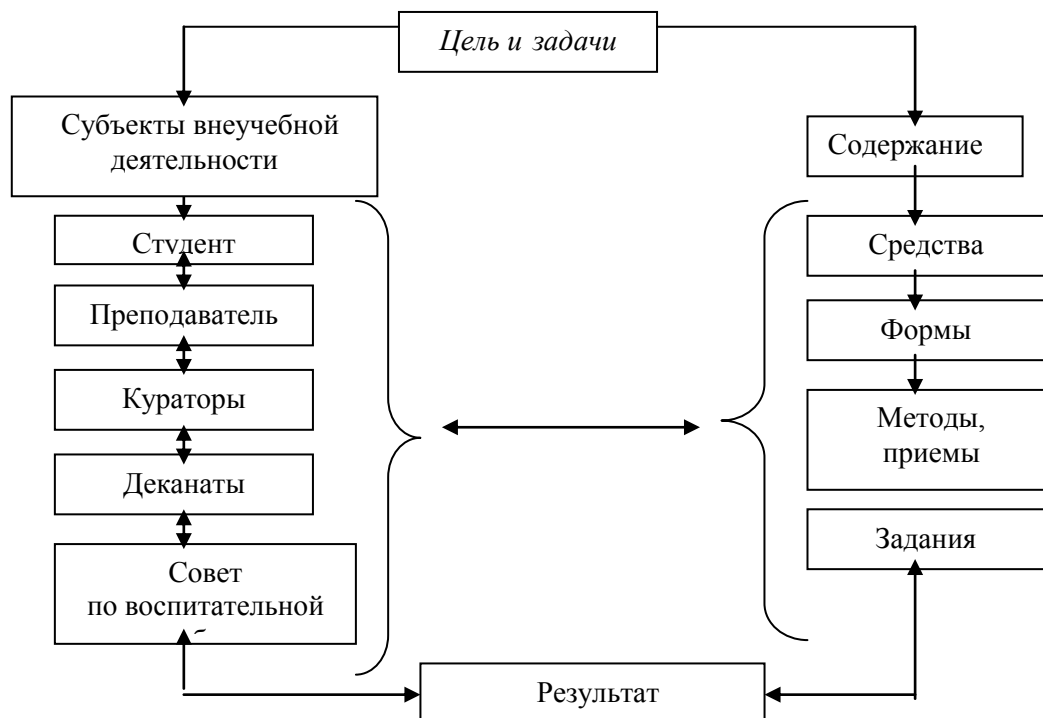 Цель и задачи
Субъекты внеучебной
деятельности
Студент
Преподаватель
Кураторы
Деканаты
Совет
по воспитательной
Содержание
Средства
Формы
Методы,
приемы
Задания
Результат